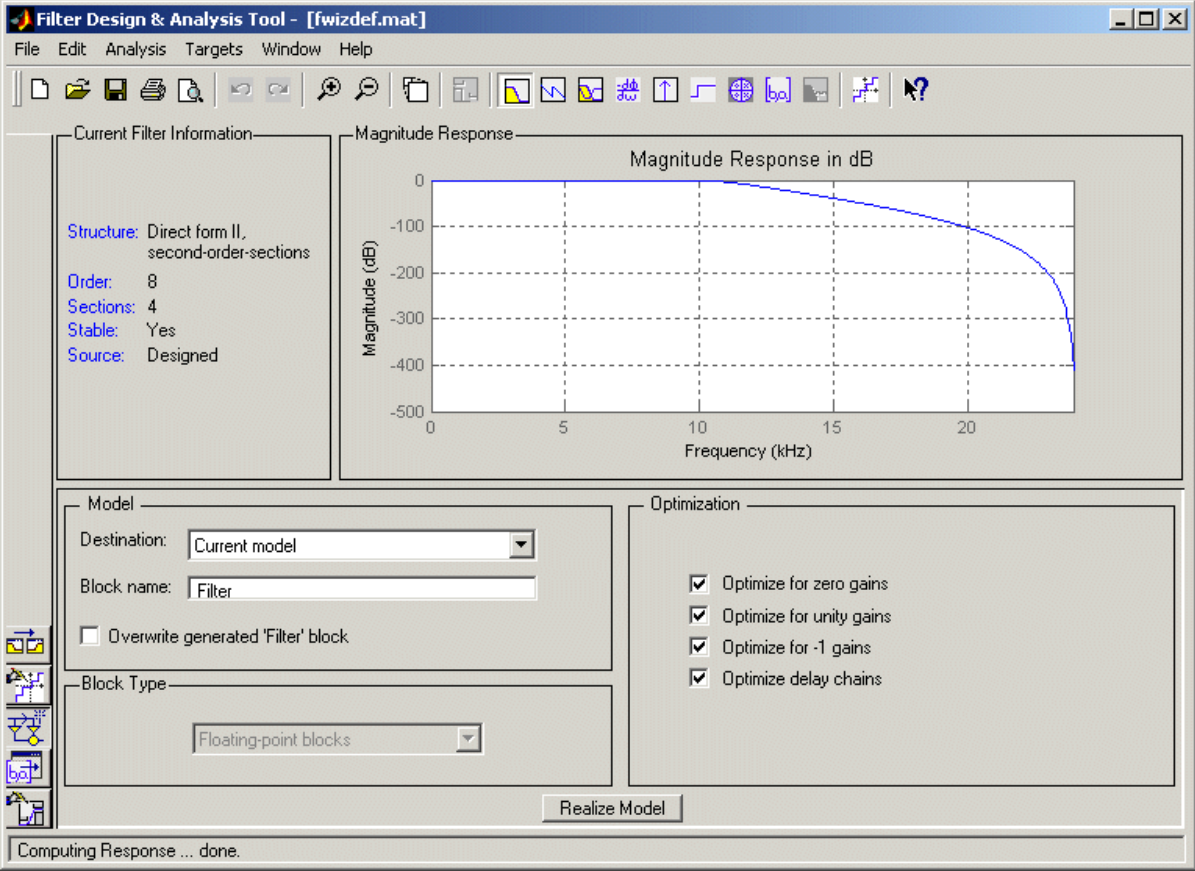 Filter Design & Analysis Tool - [fwizdef.mat]
File Edit Analysis Targets Window Help
Current Filter Information
Structure: Direct form II,
second-order-sections
Order: 8
Sections: 4
Stable: Yes
Source: Designed
Magnitude Response
Magnitude Response in dB
Magnitude (dB)
0
-100
-200
-300
-400
-500
0 5 10 15 20
Frequency (kHz)
Model
Destination: Current model
Block name: Filter
Overwrite generated 'Filter' block
Block Type
Floating-point blocks
Optimization
Optimize for zero gains
Optimize for unity gains
Optimize for -1 gains
Optimize delay chains
Realize Model
Computing Response ... done.